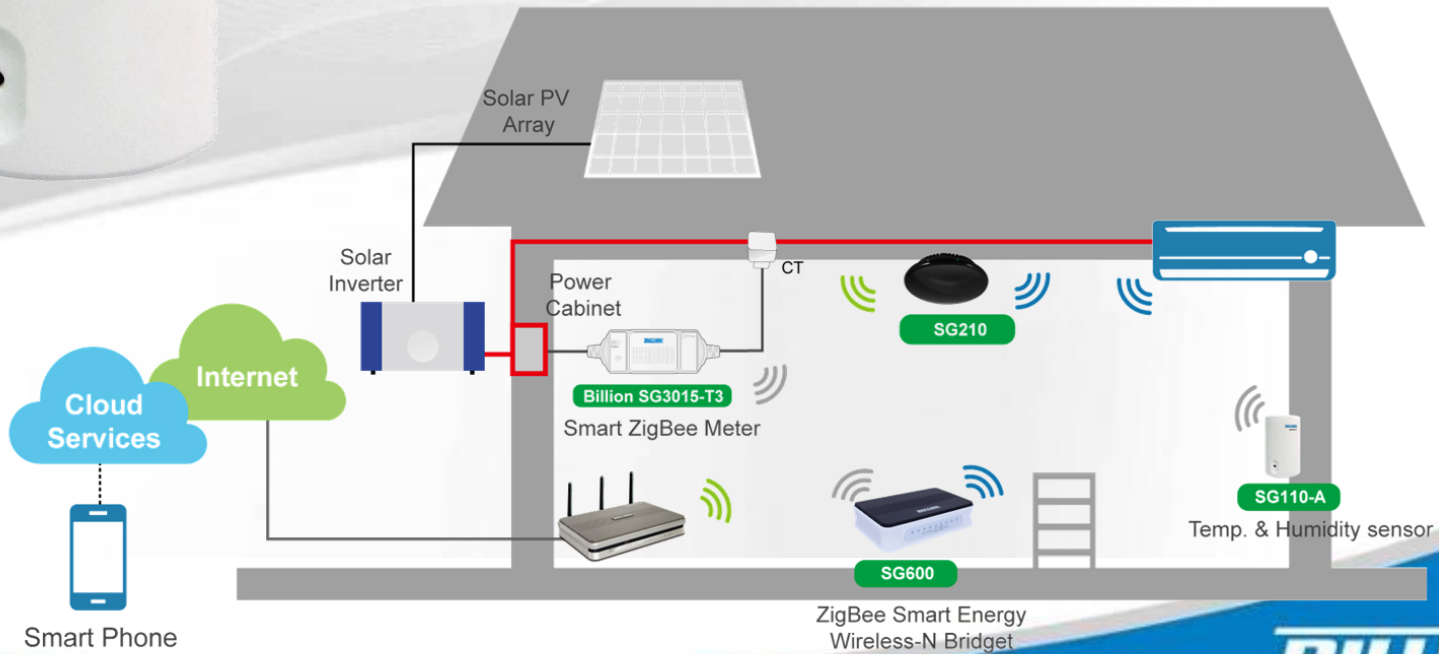 Solar PV
Array
Solar
Inverter
Power
Cabinet
CT
SG210
Internet
Cloud
Services
Billion SG3015-T3
Smart ZigBee Meter
SG110-A
Temp. & Humidity sensor
SG600
ZigBee Smart Energy
Wireless-N Bridget
Smart Phone